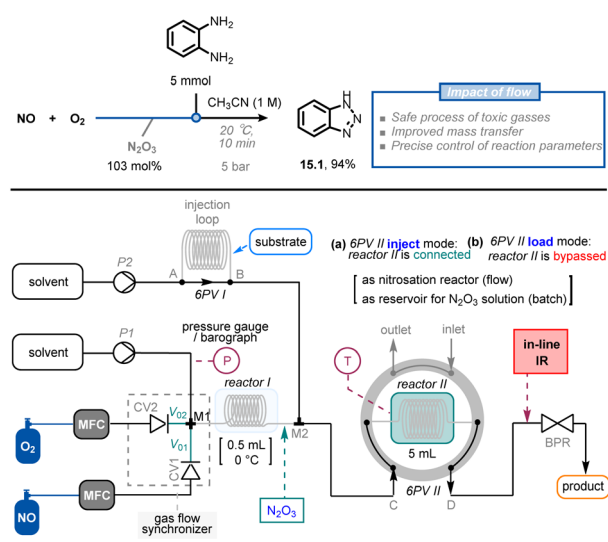 NH₂
NH₂
5 mmol
NO + O₂
N₂O₃
103 mol%
CH₃CN (1 M)
20 °C,
10 min
5 bar
H
N
N
N
15.1, 94%
Impact of flow
Safe process of toxic gasses
Improved mass transfer
Precise control of reaction parameters
injection
loop
substrate
P2
solvent
A
B
6PV I
(a) 6PV II inject mode:
reactor II is connected
(b) 6PV II load mode:
reactor II is bypassed
as nitrosation reactor (flow)
as reservoir for N₂O₃ solution (batch)
P1
solvent
pressure gauge
/ barograph
P
outlet
inlet
T
in-line
IR
reactor I
reactor II
CV2
V₀₂
M1
O₂
MFC
V₀₁
0.5 mL
0 °C
M2
5 mL
BPR
CV1
6PV II
NO
MFC
gas flow
synchronizer
N₂O₃
C
D
product